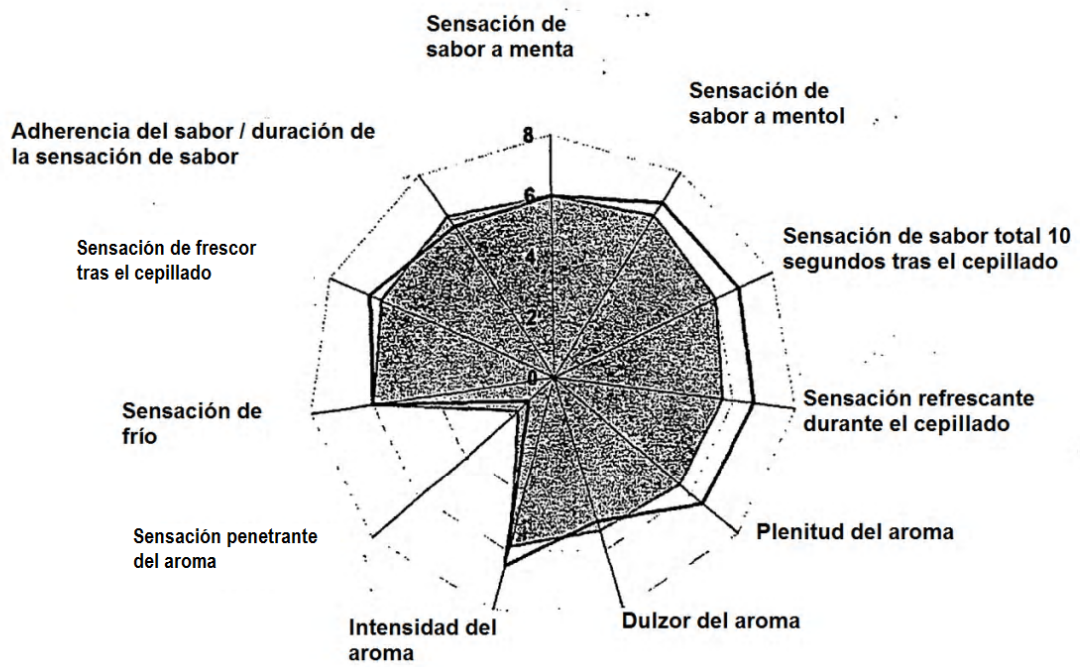 Sensación de
sabor a menta
Sensación de
sabor a mentol
Adherencia del sabor / duración de
la sensación de sabor
8
6
Sensación de sabor total 10
segundos tras el cepillado
Sensación de frescor
tras el cepillado
4
2
0
Sensación refrescante
durante el cepillado
Sensación de
frío
Plenitud del aroma
Sensación penetrante
del aroma
Dulzor del aroma
Intensidad del
aroma